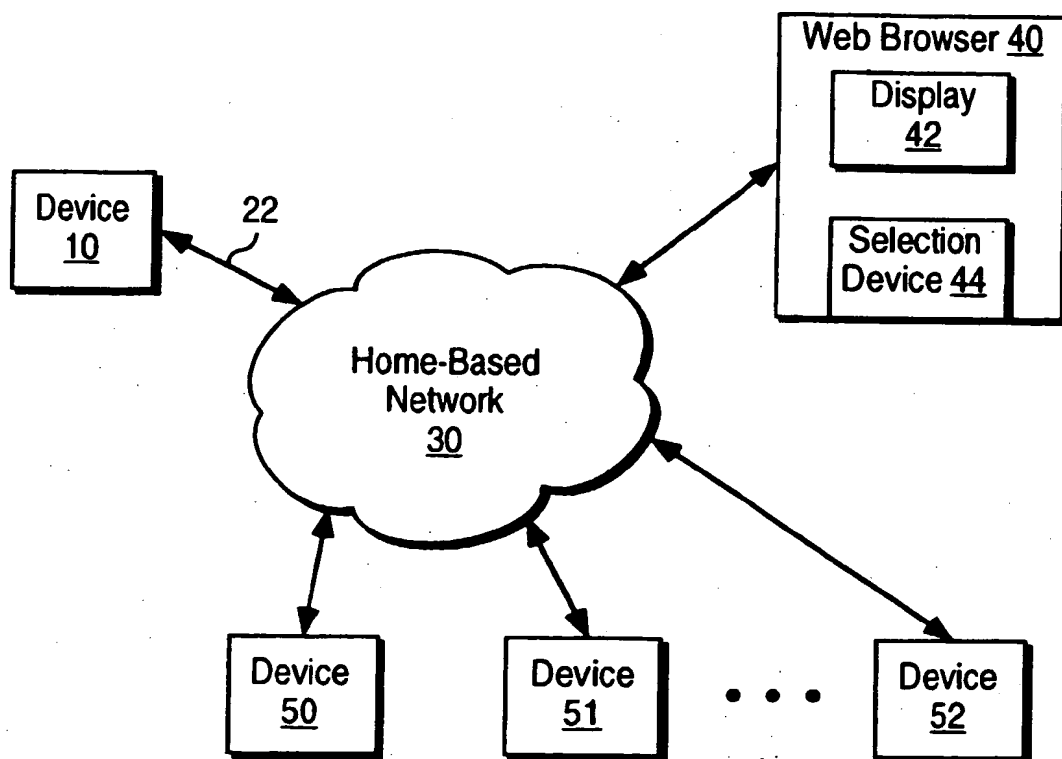 Web Browser 40
Display
42
Selection
Device 44
Device
10
22
Home-Based
Network
30
Device
50
Device
51
Device
52